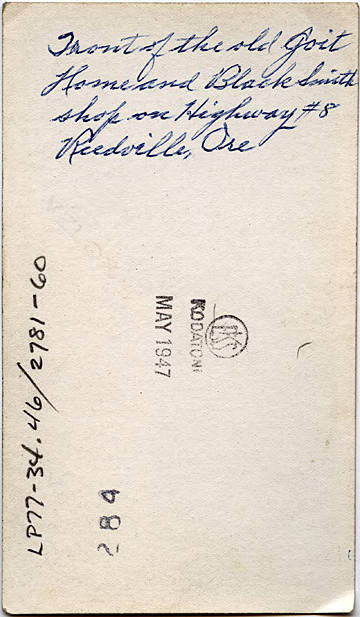 Front of the old Goit
Home and Black Smith
shop on Highway #8
Reedville, Ore
KODATONE
MAY 1947
LP77-34.46/2781-60
284